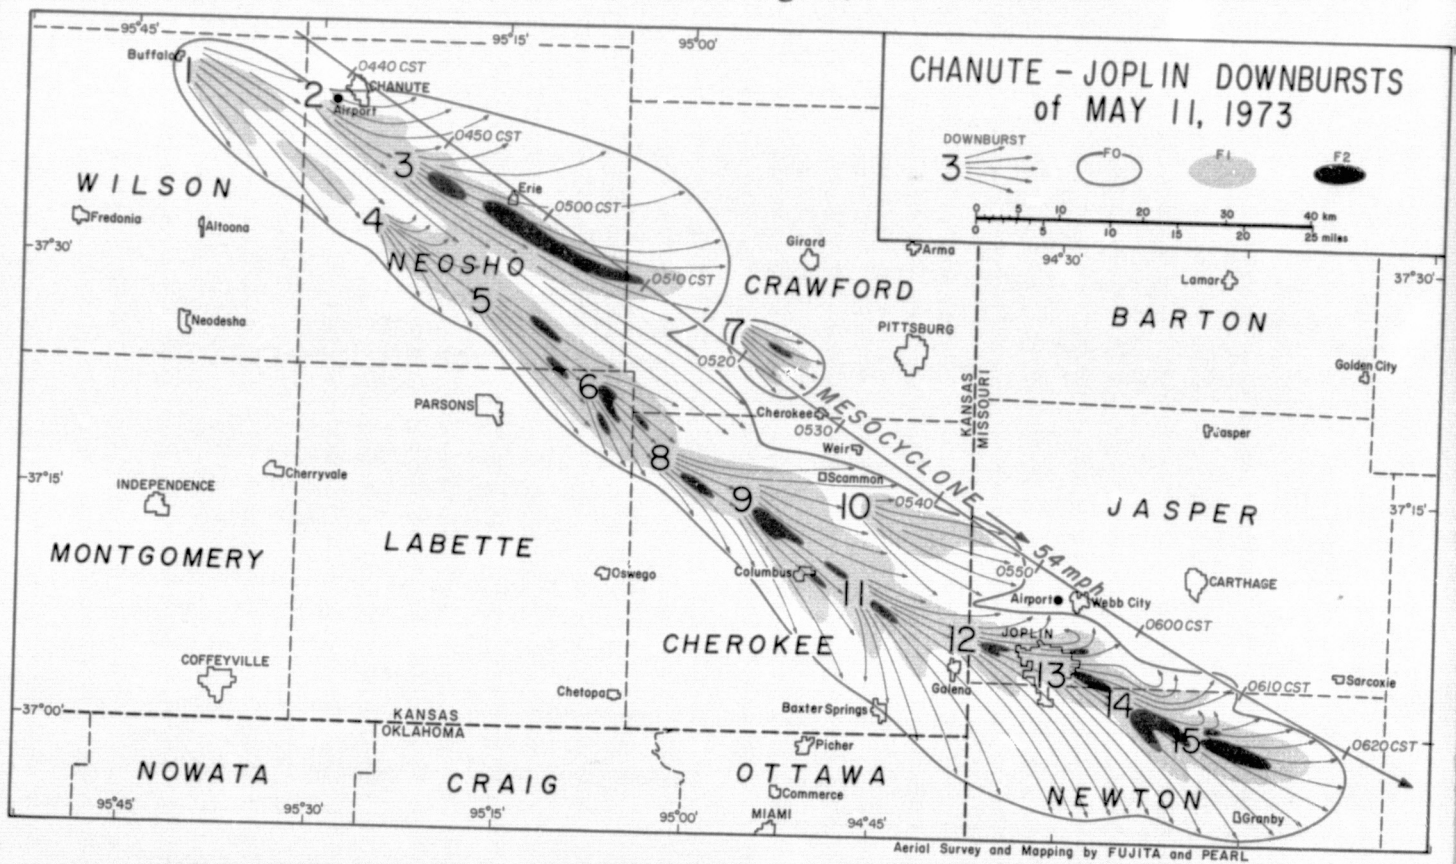 CHANUTE – JOPLIN DOWNBURSTS
of MAY 11, 1973
DOWNBURST
3
F0
F1
F2
0 5 10 20 30 40 km
0 5 10 15 20 25 miles
95°45'
95°15'
95°00'
Buffalo
1
2
0440 CST
CHANUTE
Airport
0450 CST
3
WILSON
Erie
0500 CST
Fredonia
Altoona
4
37°30'
NEOSHO
0510 CST
Girard
Arma
94°30'
Lamar
37°30'
CRAWFORD
5
Neodesha
7
PITTSBURG
BARTON
0520
Golden City
6
PARSONS
Cherokee
MESOCYCLONE
54 mph
KANSAS
MISSOURI
0530
Jasper
Weir
8
37°15'
Cherryvale
INDEPENDENCE
Scammon
9
10
0540
JASPER
37°15'
MONTGOMERY
LABETTE
Oswego
Columbus
0550
CARTHAGE
11
Airport
Webb City
0600 CST
12
JOPLIN
CHEROKEE
COFFEYVILLE
Galena
13
Sarcoxie
0610 CST
Chetopa
14
37°00'
KANSAS
OKLAHOMA
Baxter Springs
15
0620 CST
Picher
NOWATA
CRAIG
OTTAWA
Commerce
NEWTON
Granby
MIAMI
95°45'
95°30'
95°15'
95°00'
94°45'
Aerial Survey and Mapping by FUJITA and PEARL